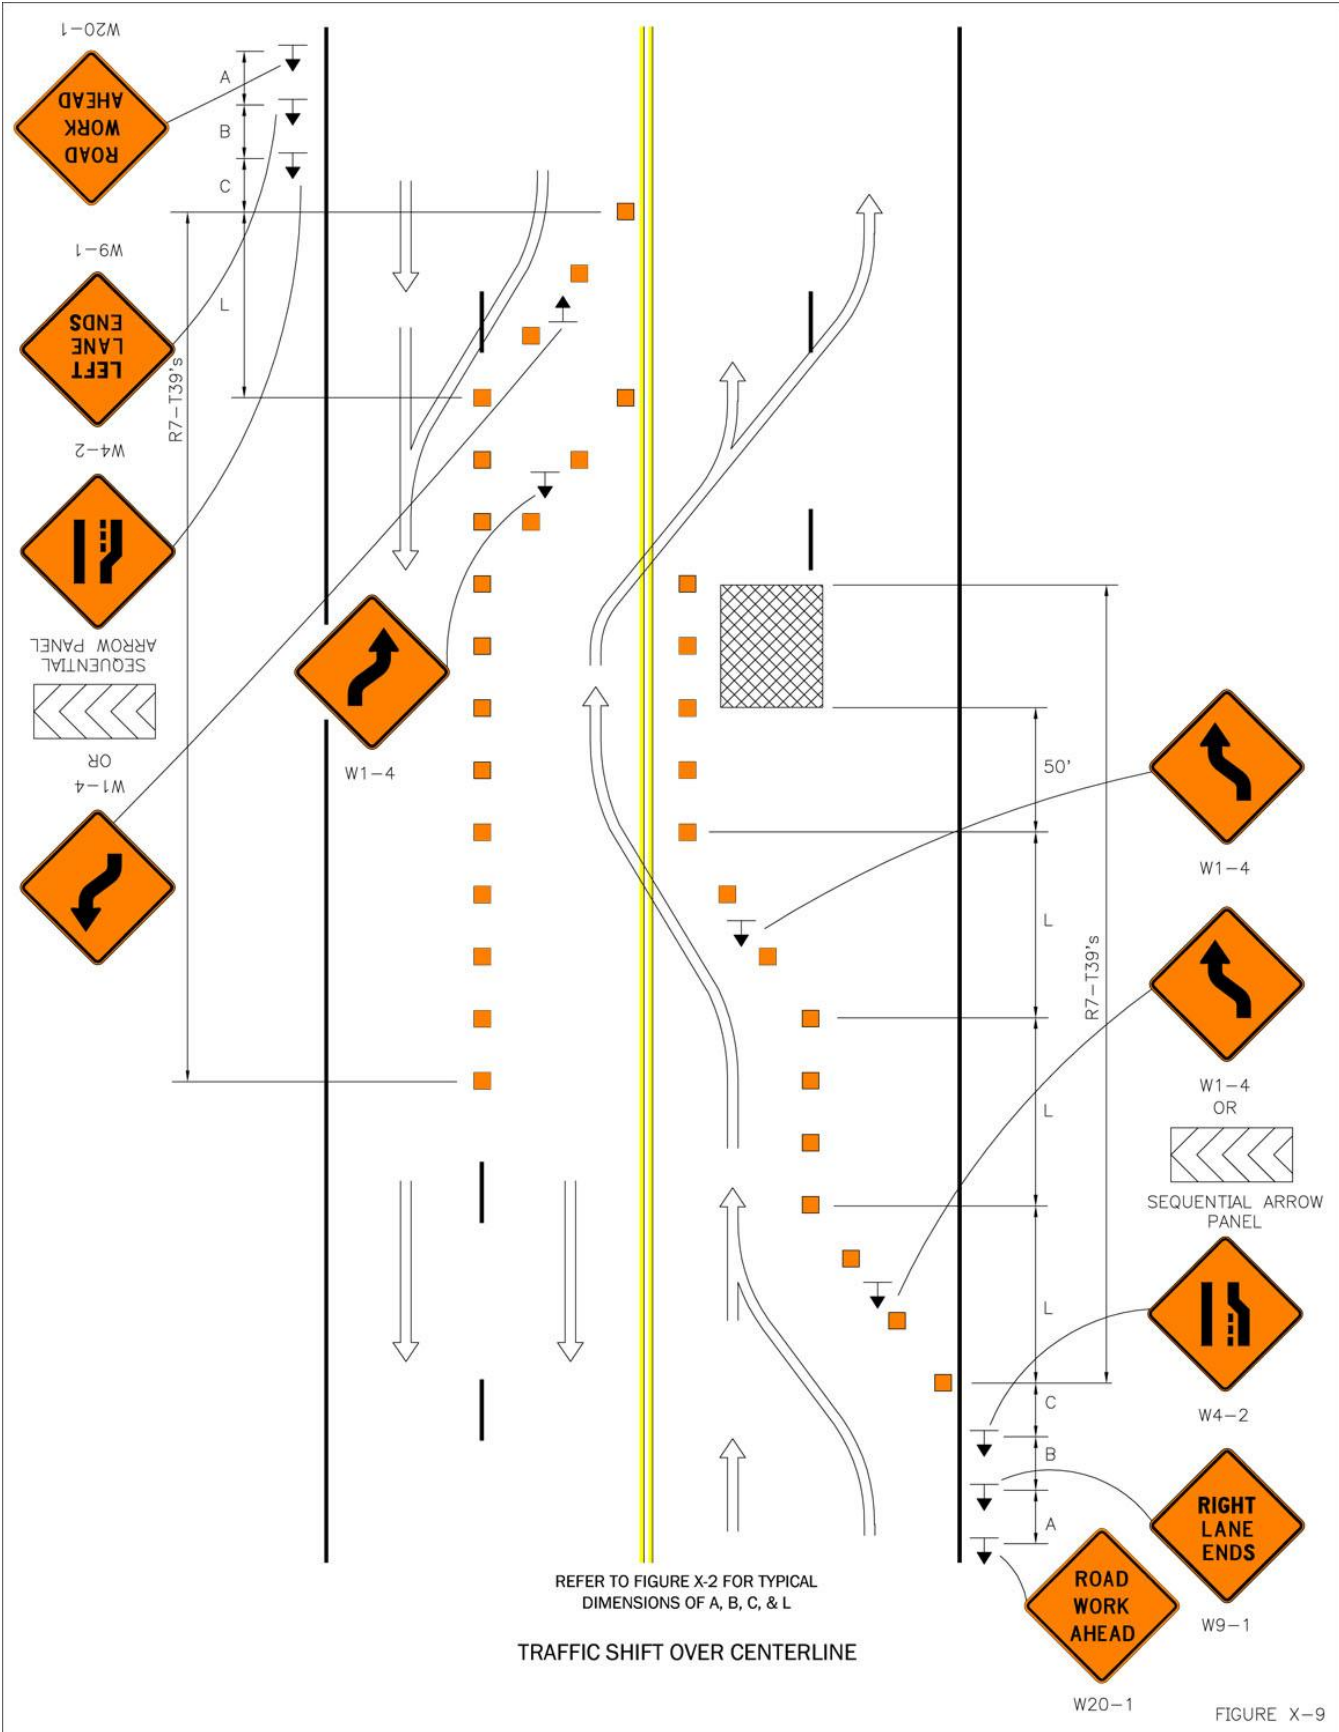 W20-1
ROAD
WORK
AHEAD
A
B
C
L
R7-T39's
W9-1
LEFT
LANE
ENDS
W4-2
SEQUENTIAL
ARROW PANEL
OR
W1-4
W1-4
50'
L
L
L
R7-T39's
C
B
A
W1-4
W1-4
OR
SEQUENTIAL ARROW
PANEL
W4-2
RIGHT
LANE
ENDS
W9-1
ROAD
WORK
AHEAD
W20-1
REFER TO FIGURE X-2 FOR TYPICAL
DIMENSIONS OF A, B, C, & L
TRAFFIC SHIFT OVER CENTERLINE
FIGURE X-9